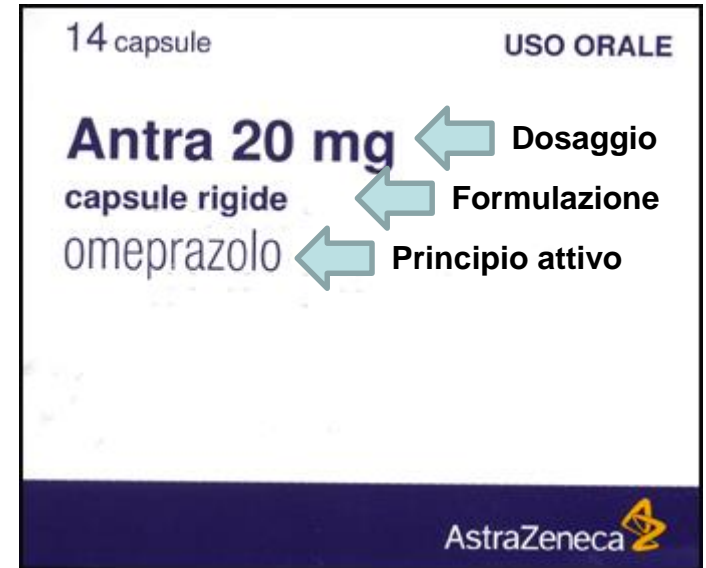 14 capsule USO ORALE
Antra 20 mg Dosaggio
capsule rigide Formulazione
omeprazolo Principio attivo
AstraZeneca